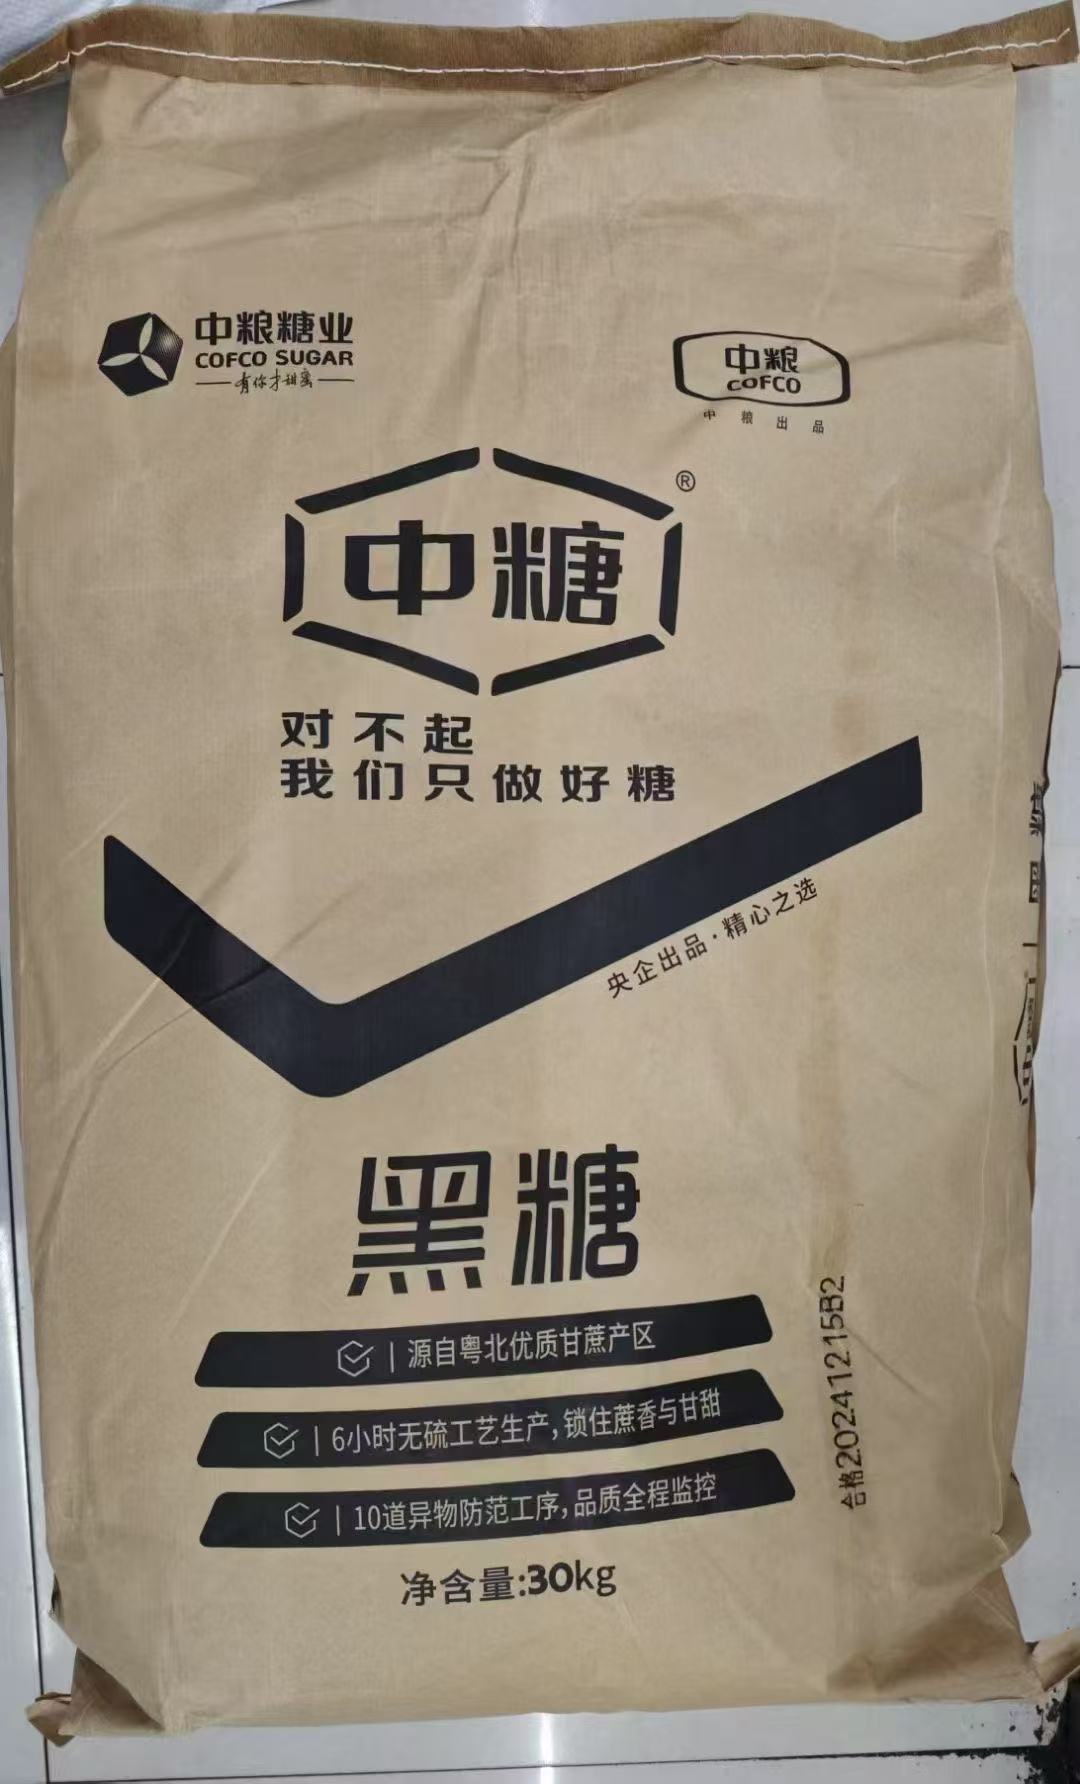 中粮糖业
COFCO SUGAR
有你才甜蜜
中粮
COFCO
中粮出品
中糖®
对不起
我们只做好糖
央企出品·精心之选
黑糖
源自粤北优质甘蔗产区
6小时无硫工艺生产,锁住蔗香与甘甜
10道异物防范工序,品质全程监控
净含量:30kg
合格20241215B2